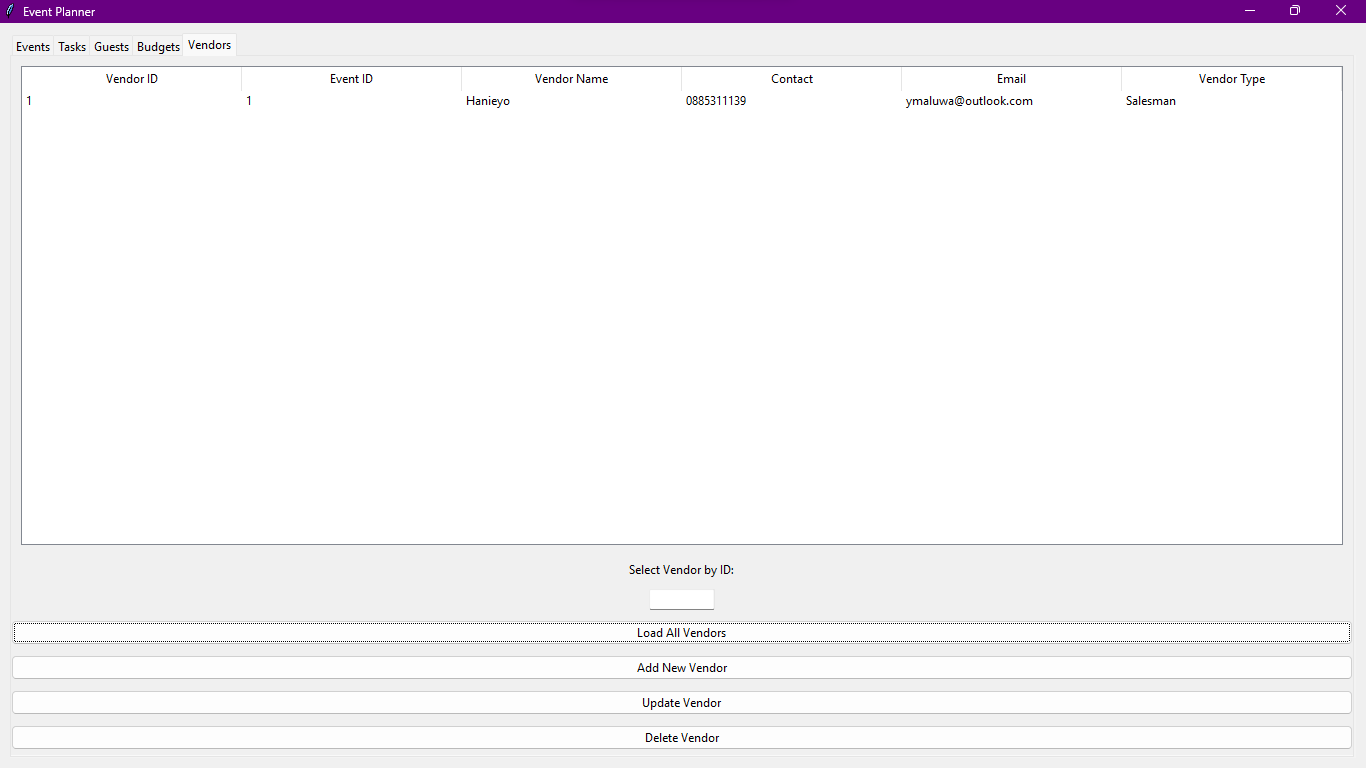 Event Planner
Events Tasks Guests Budgets Vendors
Vendor ID Event ID Vendor Name Contact Email Vendor Type
1 1 Hanieyo 0885311139 ymaluwa@outlook.com Salesman
Select Vendor by ID:
Load All Vendors
Add New Vendor
Update Vendor
Delete Vendor